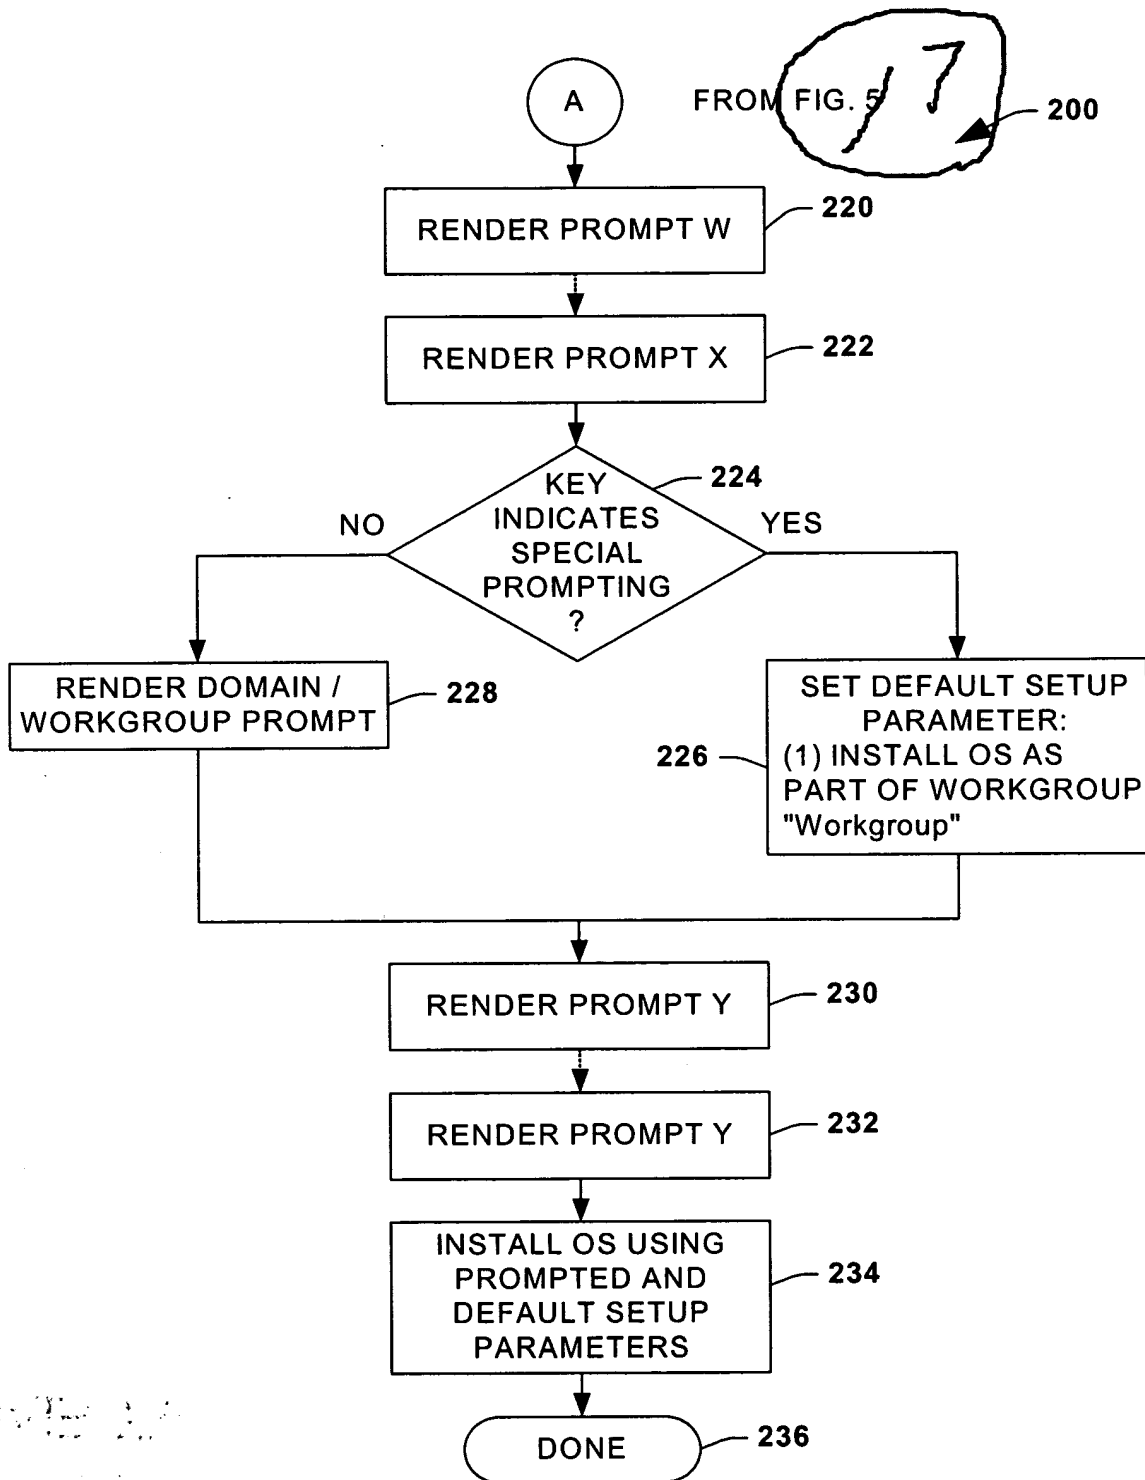 A
FROM FIG. 5
17
200
RENDER PROMPT W
220
RENDER PROMPT X
222
KEY
INDICATES
SPECIAL
PROMPTING
?
224
NO
YES
RENDER DOMAIN /
WORKGROUP PROMPT
228
SET DEFAULT SETUP
PARAMETER:
(1) INSTALL OS AS
PART OF WORKGROUP
"Workgroup"
226
RENDER PROMPT Y
230
RENDER PROMPT Y
232
INSTALL OS USING
PROMPTED AND
DEFAULT SETUP
PARAMETERS
234
DONE
236